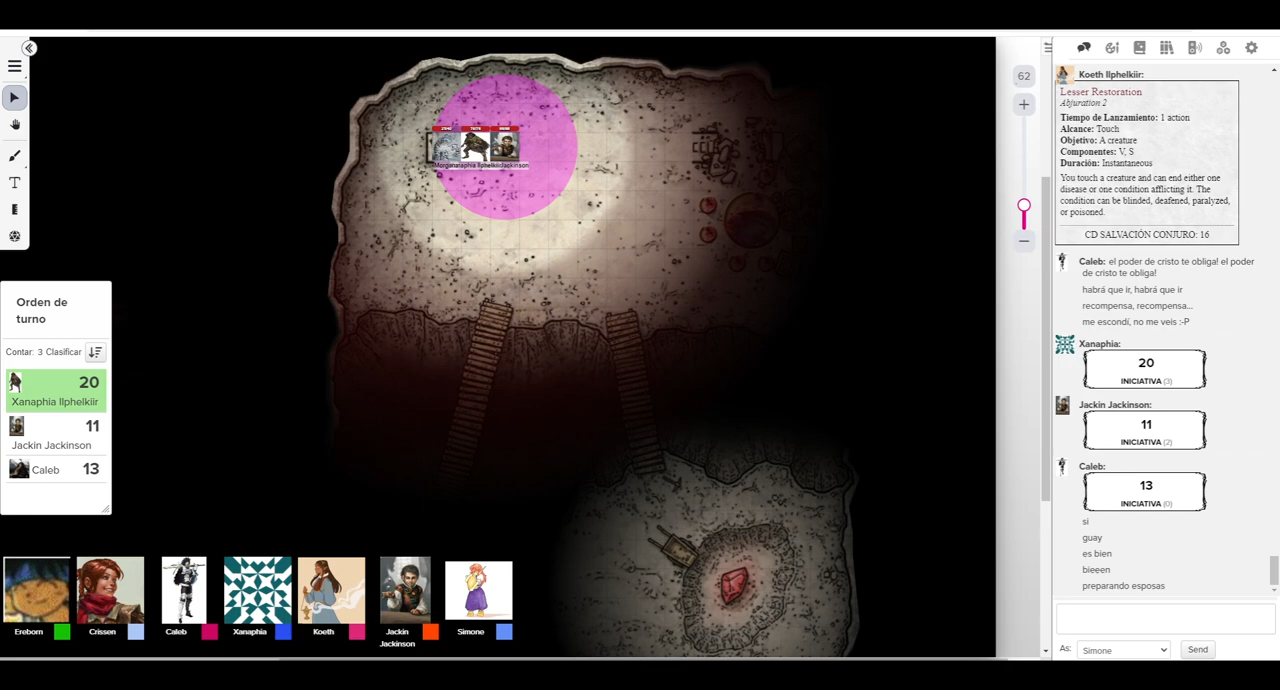 62
Orden de
turno
Contar: 3 Clasificar
20
Xanaphia Ilphelkiir
11
Jackin Jackinson
Caleb 13
Ereborn
Crissen
Caleb
Xanaphia
Koeth
Jackin
Jackinson
Simone
Koeth Ilphelkiir:
Lesser Restoration
Abjuration 2
Tiempo de Lanzamiento: 1 action
Alcance: Touch
Objetivo: A creature
Componentes: V, S
Duración: Instantaneous
You touch a creature and can end either one
disease or one condition afflicting it. The
condition can be blinded, deafened, paralyzed,
or poisoned.
CD SALVACIÓN CONJURO: 16
Caleb: el poder de cristo te obliga! el poder
de cristo te obliga!
habrá que ir, habrá que ir
recompensa, recompensa...
me escondí, no me veis :-P
Xanaphia:
20
INICIATIVA (3)
Jackin Jackinson:
11
INICIATIVA (2)
Caleb:
13
INICIATIVA (0)
si
guay
es bien
bieeen
preparando esposas
As: Simone Send